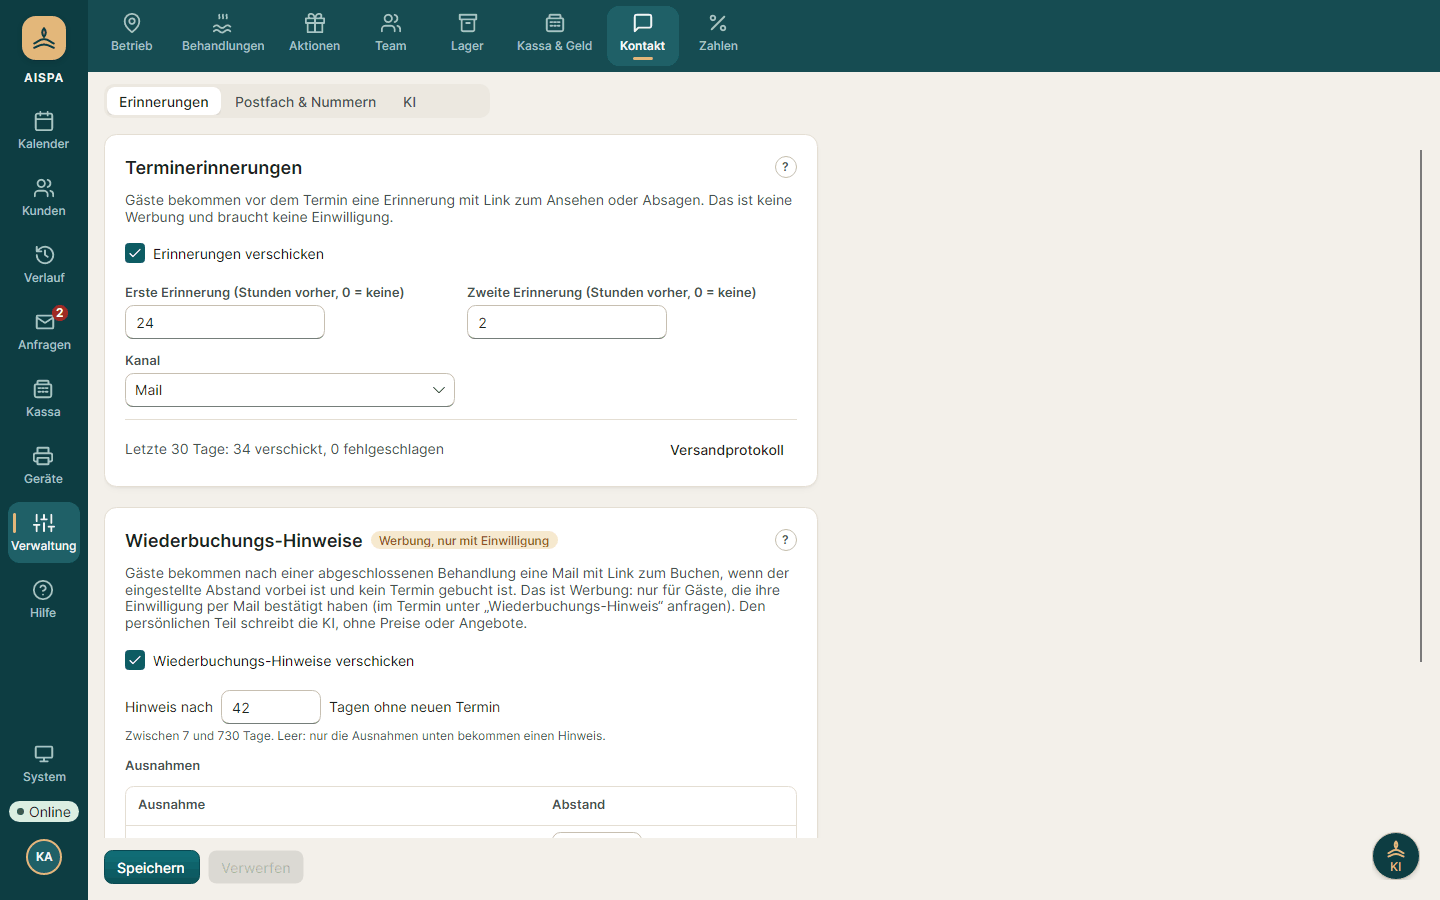 AISPA
Kalender
Kunden
Verlauf
2
Anfragen
Kassa
Geräte
Verwaltung
Hilfe
System
Online
KA
Betrieb
Behandlungen
Aktionen
Team
Lager
Kassa & Geld
Kontakt
Zahlen
Erinnerungen
Postfach & Nummern
KI
Terminerinnerungen
?
Gäste bekommen vor dem Termin eine Erinnerung mit Link zum Ansehen oder Absagen. Das ist keine
Werbung und braucht keine Einwilligung.
Erinnerungen verschicken
Erste Erinnerung (Stunden vorher, 0 = keine)
Zweite Erinnerung (Stunden vorher, 0 = keine)
24
2
Kanal
Mail
Letzte 30 Tage: 34 verschickt, 0 fehlgeschlagen
Versandprotokoll
Wiederbuchungs-Hinweise
Werbung, nur mit Einwilligung
?
Gäste bekommen nach einer abgeschlossenen Behandlung eine Mail mit Link zum Buchen, wenn der
eingestellte Abstand vorbei ist und kein Termin gebucht ist. Das ist Werbung: nur für Gäste, die ihre
Einwilligung per Mail bestätigt haben (im Termin unter „Wiederbuchungs-Hinweis“ anfragen). Den
persönlichen Teil schreibt die KI, ohne Preise oder Angebote.
Wiederbuchungs-Hinweise verschicken
Hinweis nach 42 Tagen ohne neuen Termin
Zwischen 7 und 730 Tage. Leer: nur die Ausnahmen unten bekommen einen Hinweis.
Ausnahmen
Ausnahme
Abstand
Speichern
Verwerfen
KI